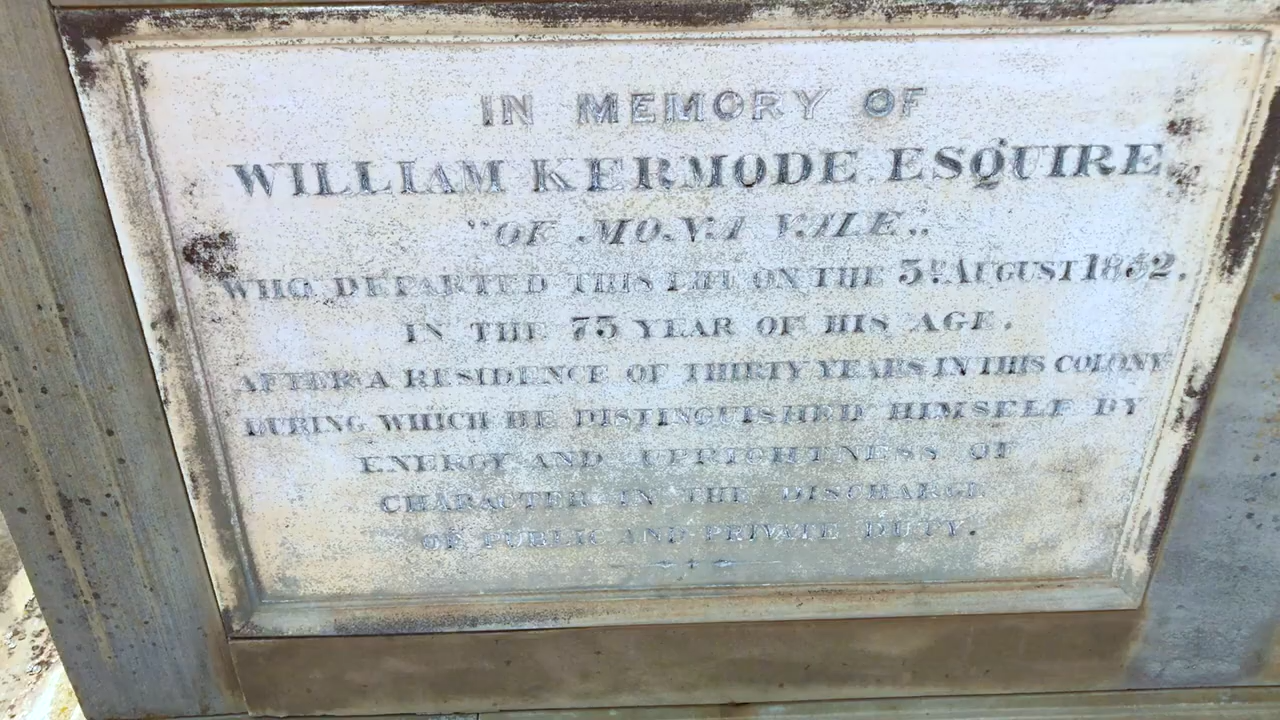 IN MEMORY OF
WILLIAM KERMODE ESQUIRE
"OF MONA VALE".
WHO DEPARTED THIS LIFE ON THE 3RD AUGUST 1852,
IN THE 73 YEAR OF HIS AGE.
AFTER A RESIDENCE OF THIRTY YEARS IN THIS COLONY
DURING WHICH HE DISTINGUISHED HIMSELF BY
ENERGY AND UPRIGHTNESS OF
CHARACTER IN THE DISCHARGE
OF PUBLIC AND PRIVATE DUTY.